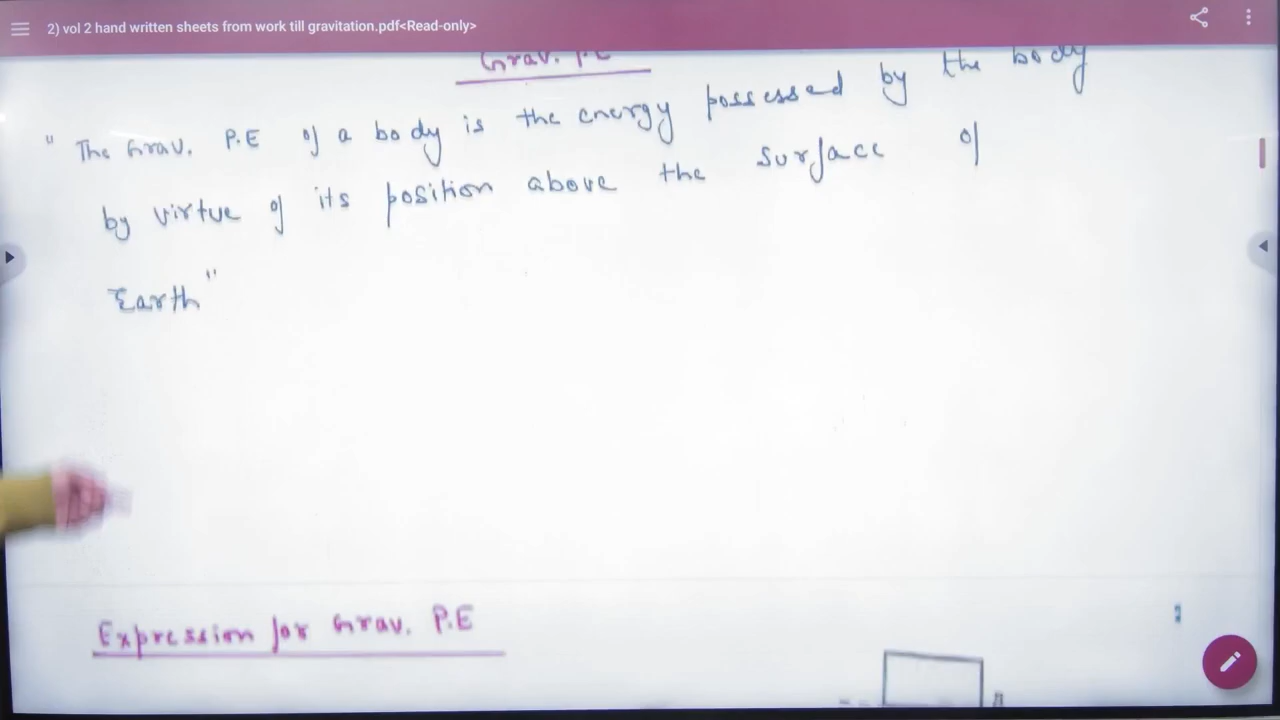 2) vol 2 hand written sheets from work till gravitation.pdf<Read-only>
Grav. P.E
" The Grav. P.E of a body is the energy possessed by the body
by virtue of its position above the surface of
Earth"
Expression for Grav. P.E